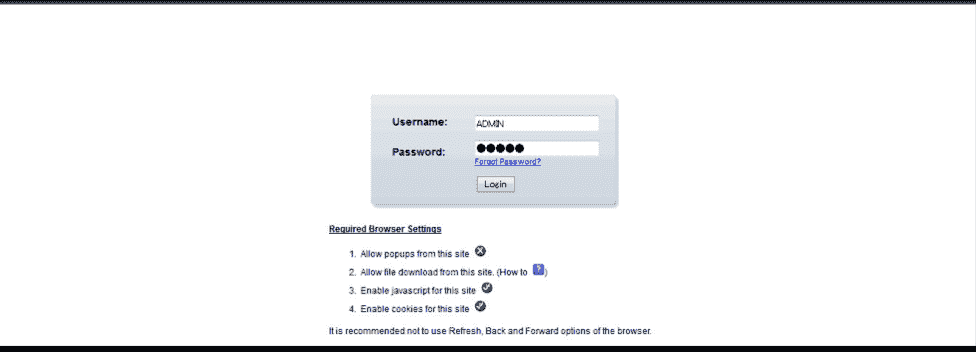 Username: ADMIN
Password: ●●●●●
Forgot Password?
Login
Required Browser Settings
1. Allow popups from this site
2. Allow file download from this site. (How to ?)
3. Enable javascript for this site
4. Enable cookies for this site
It is recommended not to use Refresh, Back and Forward options of the browser.